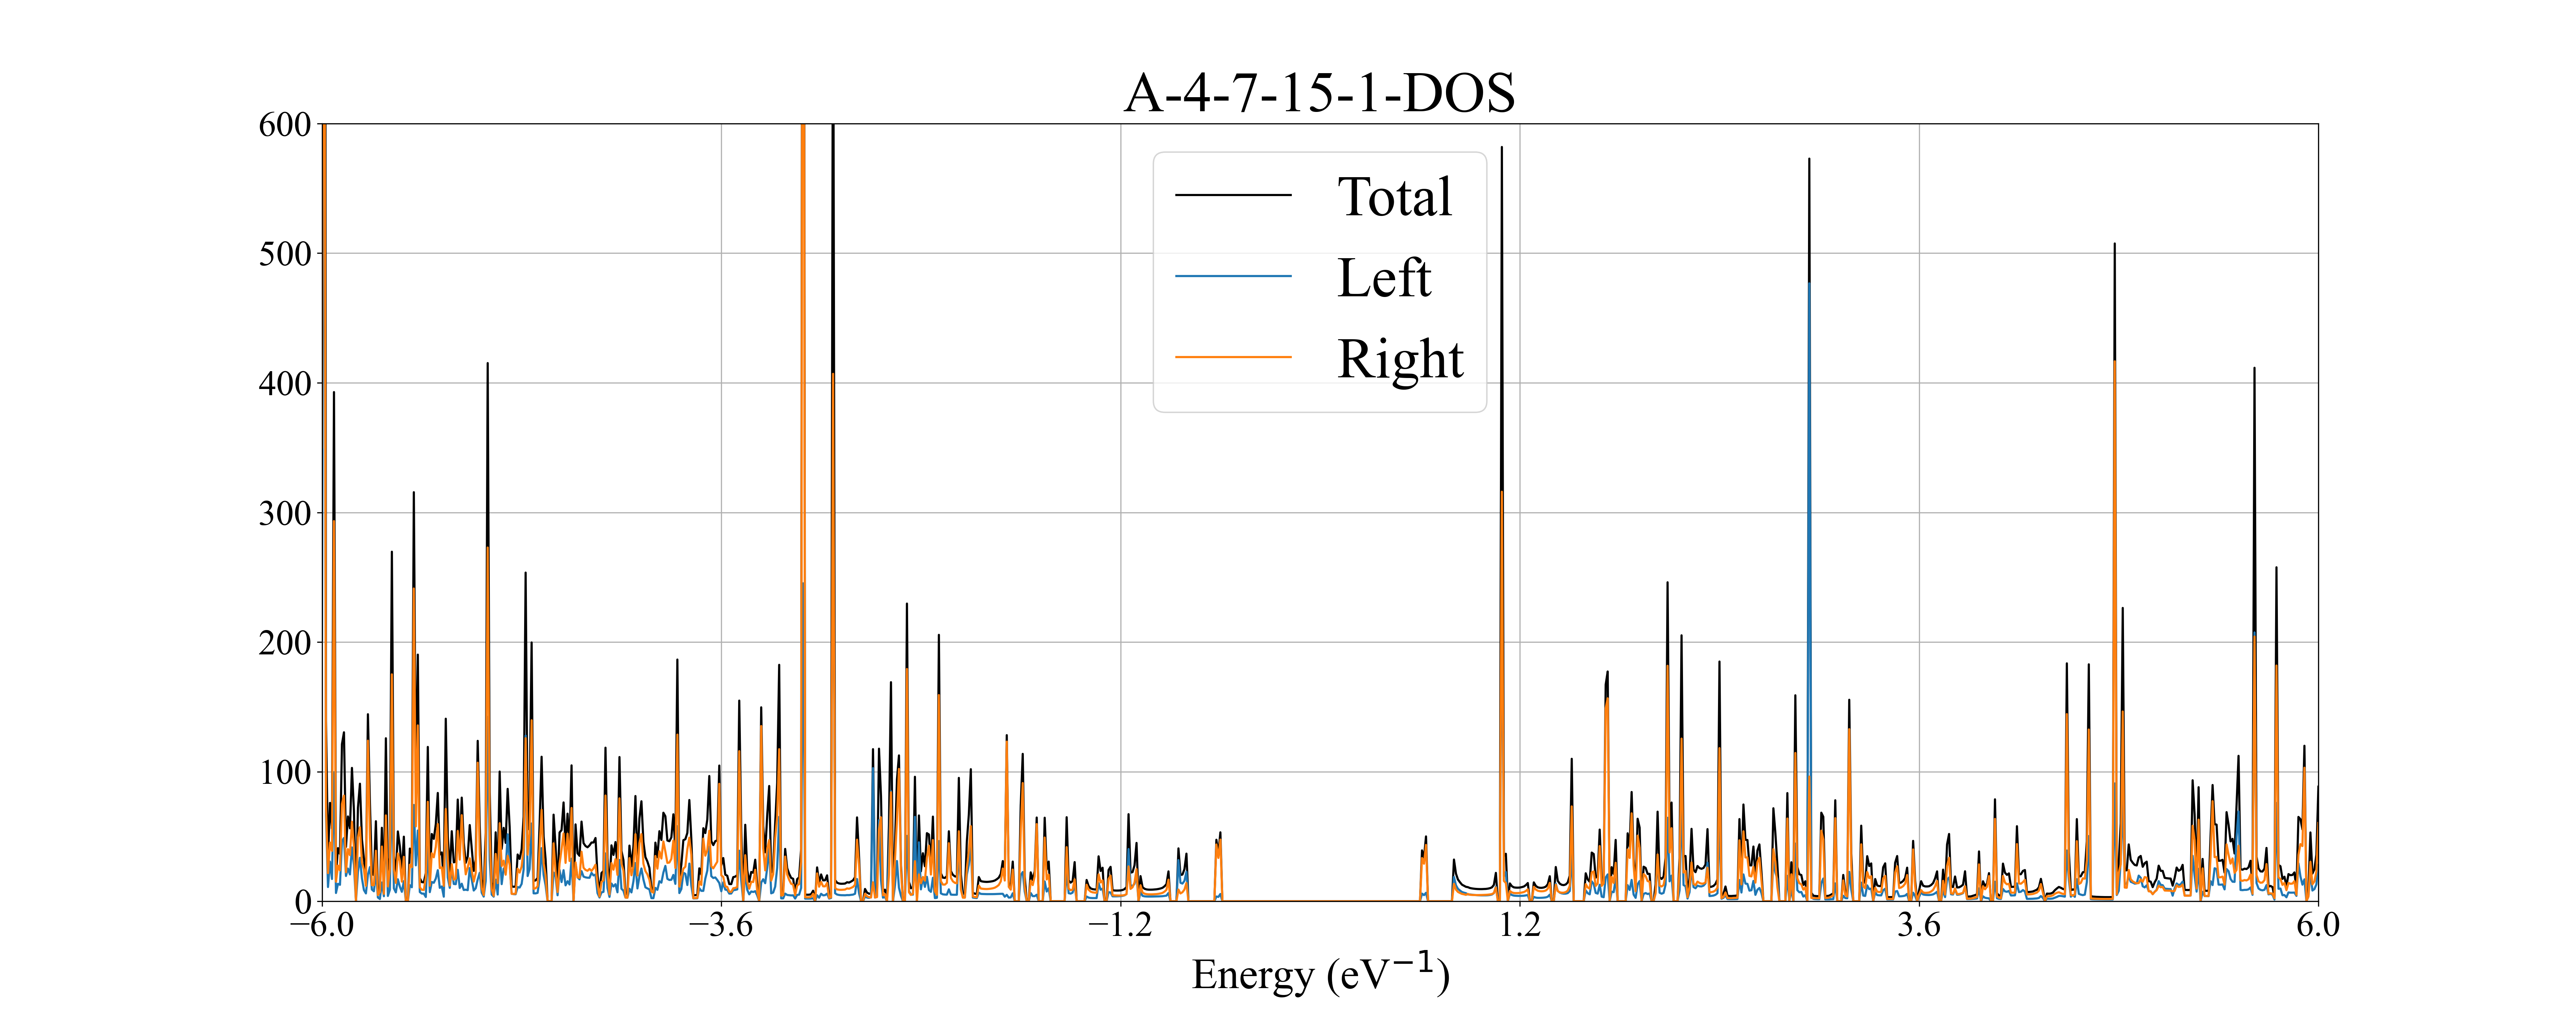 A-4-7-15-1-DOS
600
500
400
300
200
100
0
Total
Left
Right
−6.0 −3.6 −1.2 1.2 3.6 6.0
Energy (eV⁻¹)